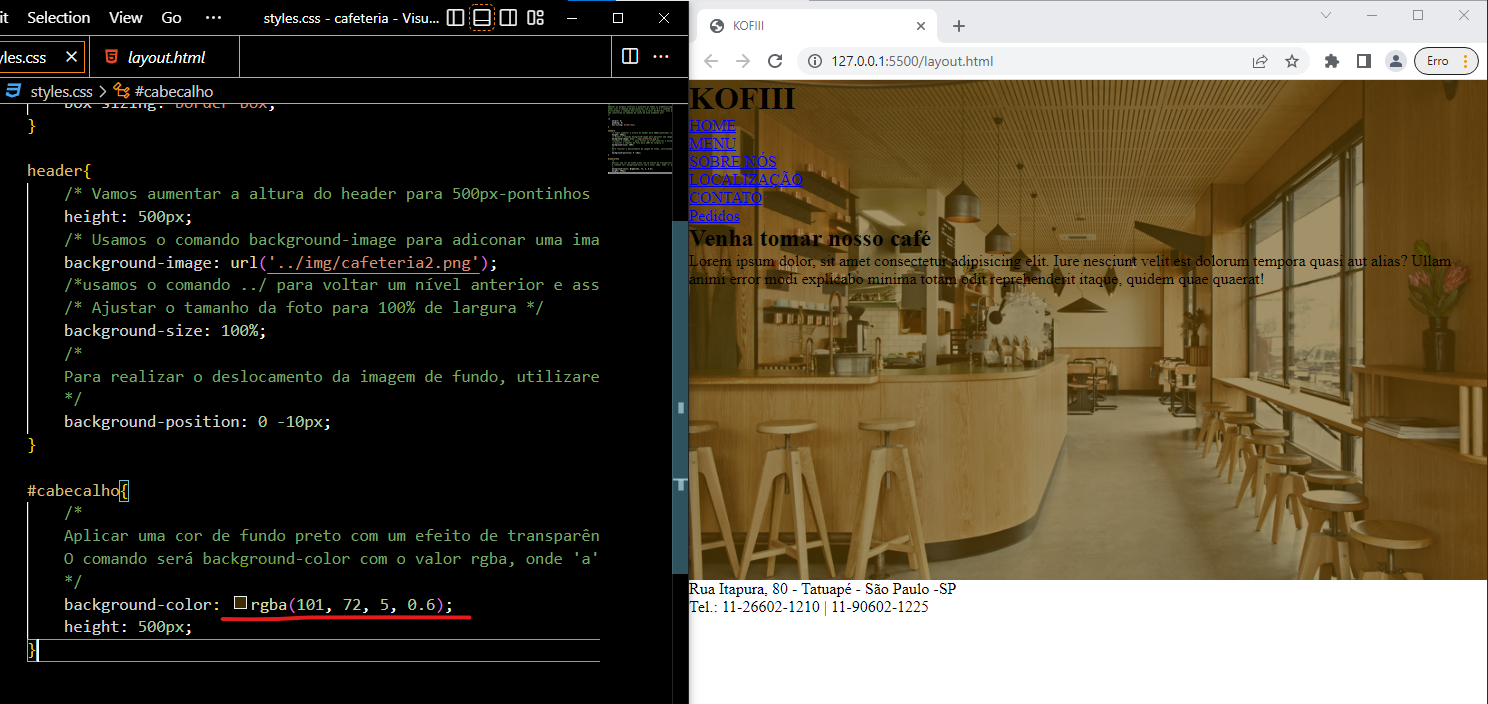 it Selection View Go ··· styles.css - cafeteria - Visu...
yles.css layout.html ···
styles.css > #cabecalho
box-sizing: border-box;
}
header{
/* Vamos aumentar a altura do header para 500px-pontinhos
height: 500px;
/* Usamos o comando background-image para adiconar uma ima
background-image: url('../img/cafeteria2.png');
/*usamos o comando ../ para voltar um nível anterior e ass
/* Ajustar o tamanho da foto para 100% de largura */
background-size: 100%;
/*
Para realizar o deslocamento da imagem de fundo, utilizare
*/
background-position: 0 -10px;
}
#cabecalho{
/*
Aplicar uma cor de fundo preto com um efeito de transparên
O comando será background-color com o valor rgba, onde 'a'
*/
background-color: rgba(101, 72, 5, 0.6);
height: 500px;
}
KOFIII
127.0.0.1:5500/layout.html Erro
KOFIII
HOME
MENU
SOBRE NÓS
LOCALIZAÇÃO
CONTATO
Pedidos
Venha tomar nosso café
Lorem ipsum dolor, sit amet consectetur adipisicing elit. Iure nesciunt velit est dolorum tempora quasi aut alias? Ullam
animi error modi explicabo minima totam odit reprehenderit itaque, quidem quae quaerat!
Rua Itapura, 80 - Tatuapé - São Paulo -SP
Tel.: 11-26602-1210 | 11-90602-1225